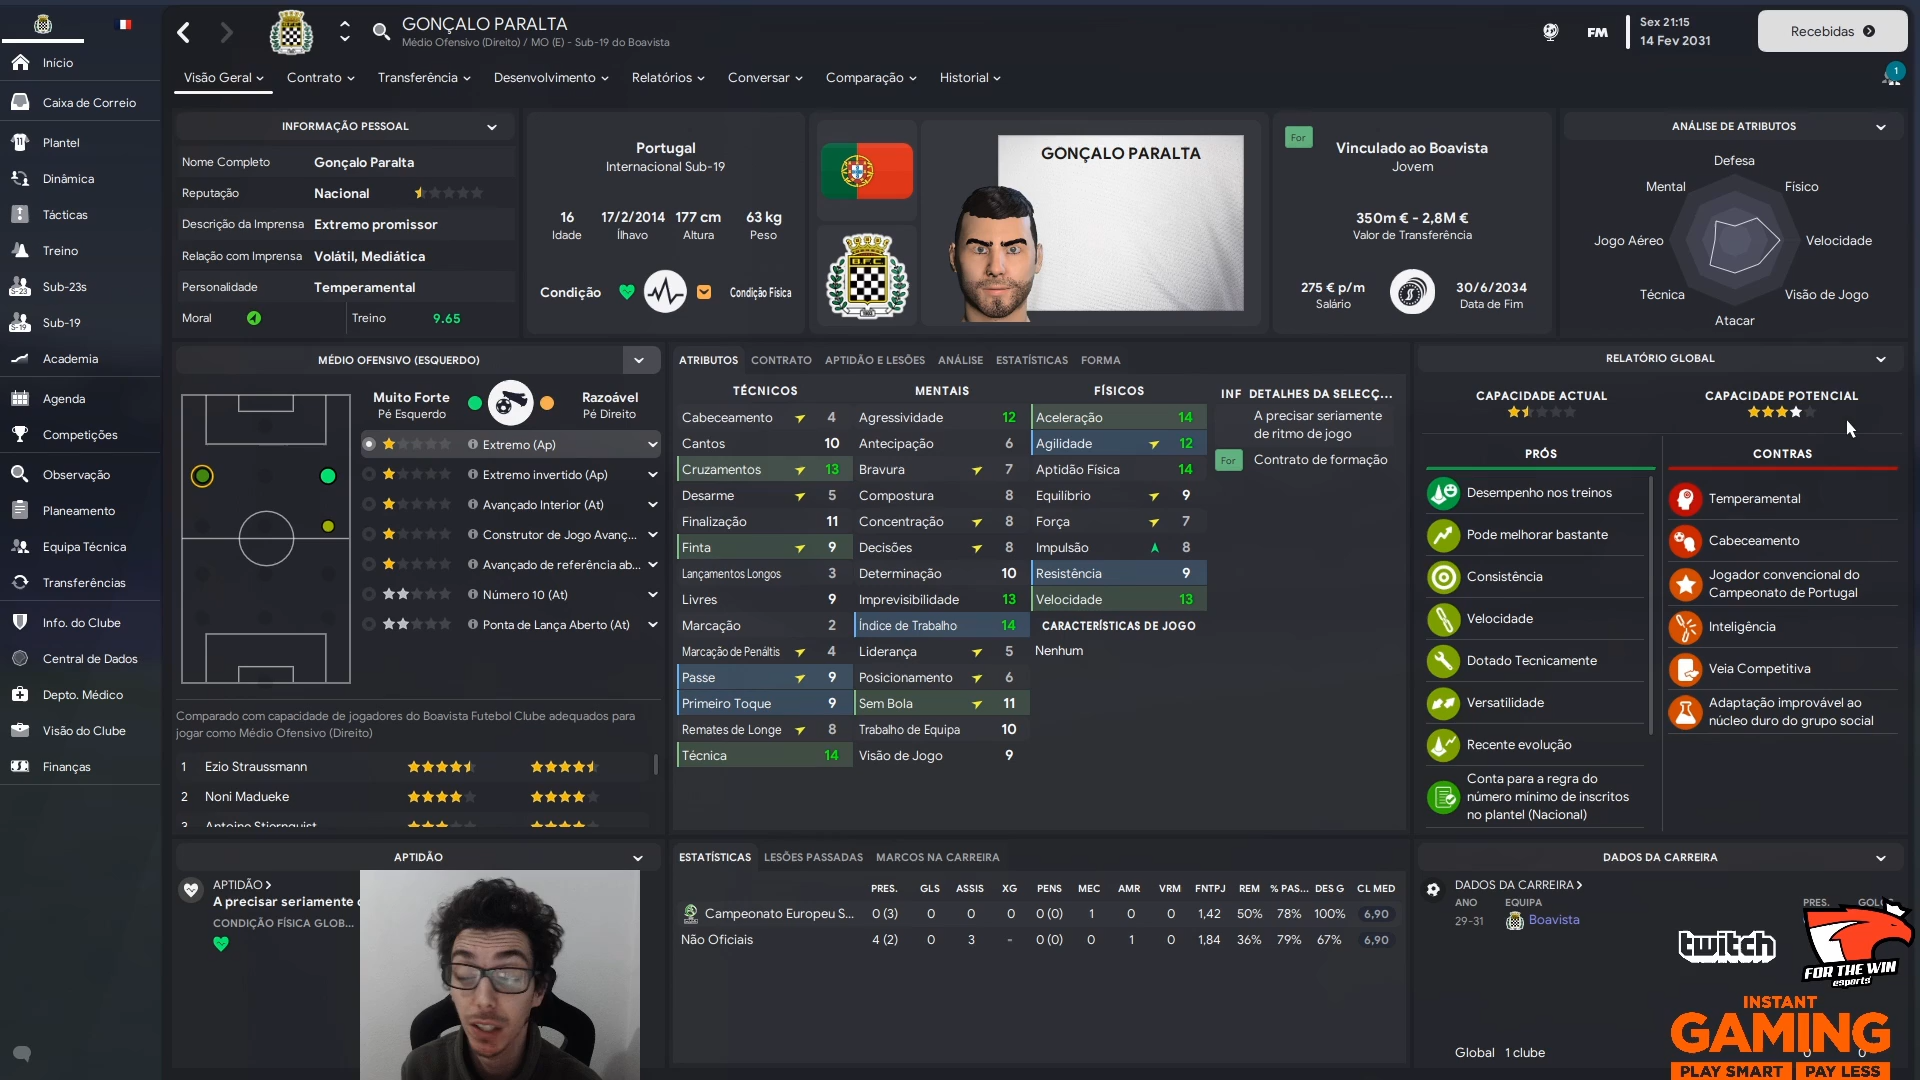 GONÇALO PARALTA
Médio Ofensivo (Direito) / MO (E) - Sub-19 do Boavista
FM
Sex 21:15
14 Fev 2031
Recebidas
1
Início
Caixa de Correio
Plantel
Dinâmica
Tácticas
Treino
Sub-23s
Sub-19
Academia
Agenda
Competições
Observação
Planeamento
Equipa Técnica
Transferências
Info. do Clube
Central de Dados
Depto. Médico
Visão do Clube
Finanças
Visão Geral
Contrato
Transferência
Desenvolvimento
Relatórios
Conversar
Comparação
Historial
INFORMAÇÃO PESSOAL
Nome Completo Gonçalo Paralta
Reputação Nacional
Descrição da Imprensa Extremo promissor
Relação com Imprensa Volátil, Mediática
Personalidade Temperamental
Moral Treino 9.65
Portugal
Internacional Sub-19
16 17/2/2014 177 cm 63 kg
Idade Ílhavo Altura Peso
Condição Condição Física
GONÇALO PARALTA
For
Vinculado ao Boavista
Jovem
350m € - 2,8M €
Valor de Transferência
275 € p/m 30/6/2034
Salário Data de Fim
ANÁLISE DE ATRIBUTOS
Defesa
Mental Físico
Jogo Aéreo Velocidade
Técnica Visão de Jogo
Atacar
MÉDIO OFENSIVO (ESQUERDO)
Muito Forte Razoável
Pé Esquerdo Pé Direito
Extremo (Ap)
Extremo invertido (Ap)
Avançado Interior (At)
Construtor de Jogo Avanç...
Avançado de referência ab...
Número 10 (At)
Ponta de Lança Aberto (At)
Comparado com capacidade de jogadores do Boavista Futebol Clube adequados para
jogar como Médio Ofensivo (Direito)
1 Ezio Straussmann
2 Noni Madueke
ATRIBUTOS CONTRATO APTIDÃO E LESÕES ANÁLISE ESTATÍSTICAS FORMA
TÉCNICOS MENTAIS FÍSICOS
Cabeceamento 4 Agressividade 12 Aceleração 14
Cantos 10 Antecipação 6 Agilidade 12
Cruzamentos 13 Bravura 7 Aptidão Física 14
Desarme 5 Compostura 8 Equilíbrio 9
Finalização 11 Concentração 8 Força 7
Finta 9 Decisões 8 Impulsão 8
Lançamentos Longos 3 Determinação 10 Resistência 9
Livres 9 Imprevisibilidade 13 Velocidade 13
Marcação 2 Índice de Trabalho 14 CARACTERÍSTICAS DE JOGO
Marcação de Penáltis 4 Liderança 5 Nenhum
Passe 9 Posicionamento 6
Primeiro Toque 9 Sem Bola 11
Remates de Longe 8 Trabalho de Equipa 10
Técnica 14 Visão de Jogo 9
INF DETALHES DA SELECÇ...
A precisar seriamente
de ritmo de jogo
For Contrato de formação
RELATÓRIO GLOBAL
CAPACIDADE ACTUAL CAPACIDADE POTENCIAL
PRÓS
Desempenho nos treinos
Pode melhorar bastante
Consistência
Velocidade
Dotado Tecnicamente
Versatilidade
Recente evolução
Conta para a regra do
número mínimo de inscritos
no plantel (Nacional)
CONTRAS
Temperamental
Cabeceamento
Jogador convencional do
Campeonato de Portugal
Inteligência
Veia Competitiva
Adaptação improvável ao
núcleo duro do grupo social
APTIDÃO
APTIDÃO
A precisar seriamente
CONDIÇÃO FÍSICA GLOB...
ESTATÍSTICAS LESÕES PASSADAS MARCOS NA CARREIRA
PRES. GLS ASSIS XG PENS MEC AMR VRM FNTPJ REM % PAS... DES G CL MED
Campeonato Europeu S... 0 (3) 0 0 0 0 (0) 1 0 0 1,42 50% 78% 100% 6,90
Não Oficiais 4 (2) 0 3 - 0 (0) 0 1 0 1,84 36% 79% 67% 6,90
DADOS DA CARREIRA
DADOS DA CARREIRA
ANO EQUIPA PRES.
29-31 Boavista
Global 1 clube
twitch
FOR THE WIN
esports
INSTANT
GAMING
PLAY SMART PAY LESS